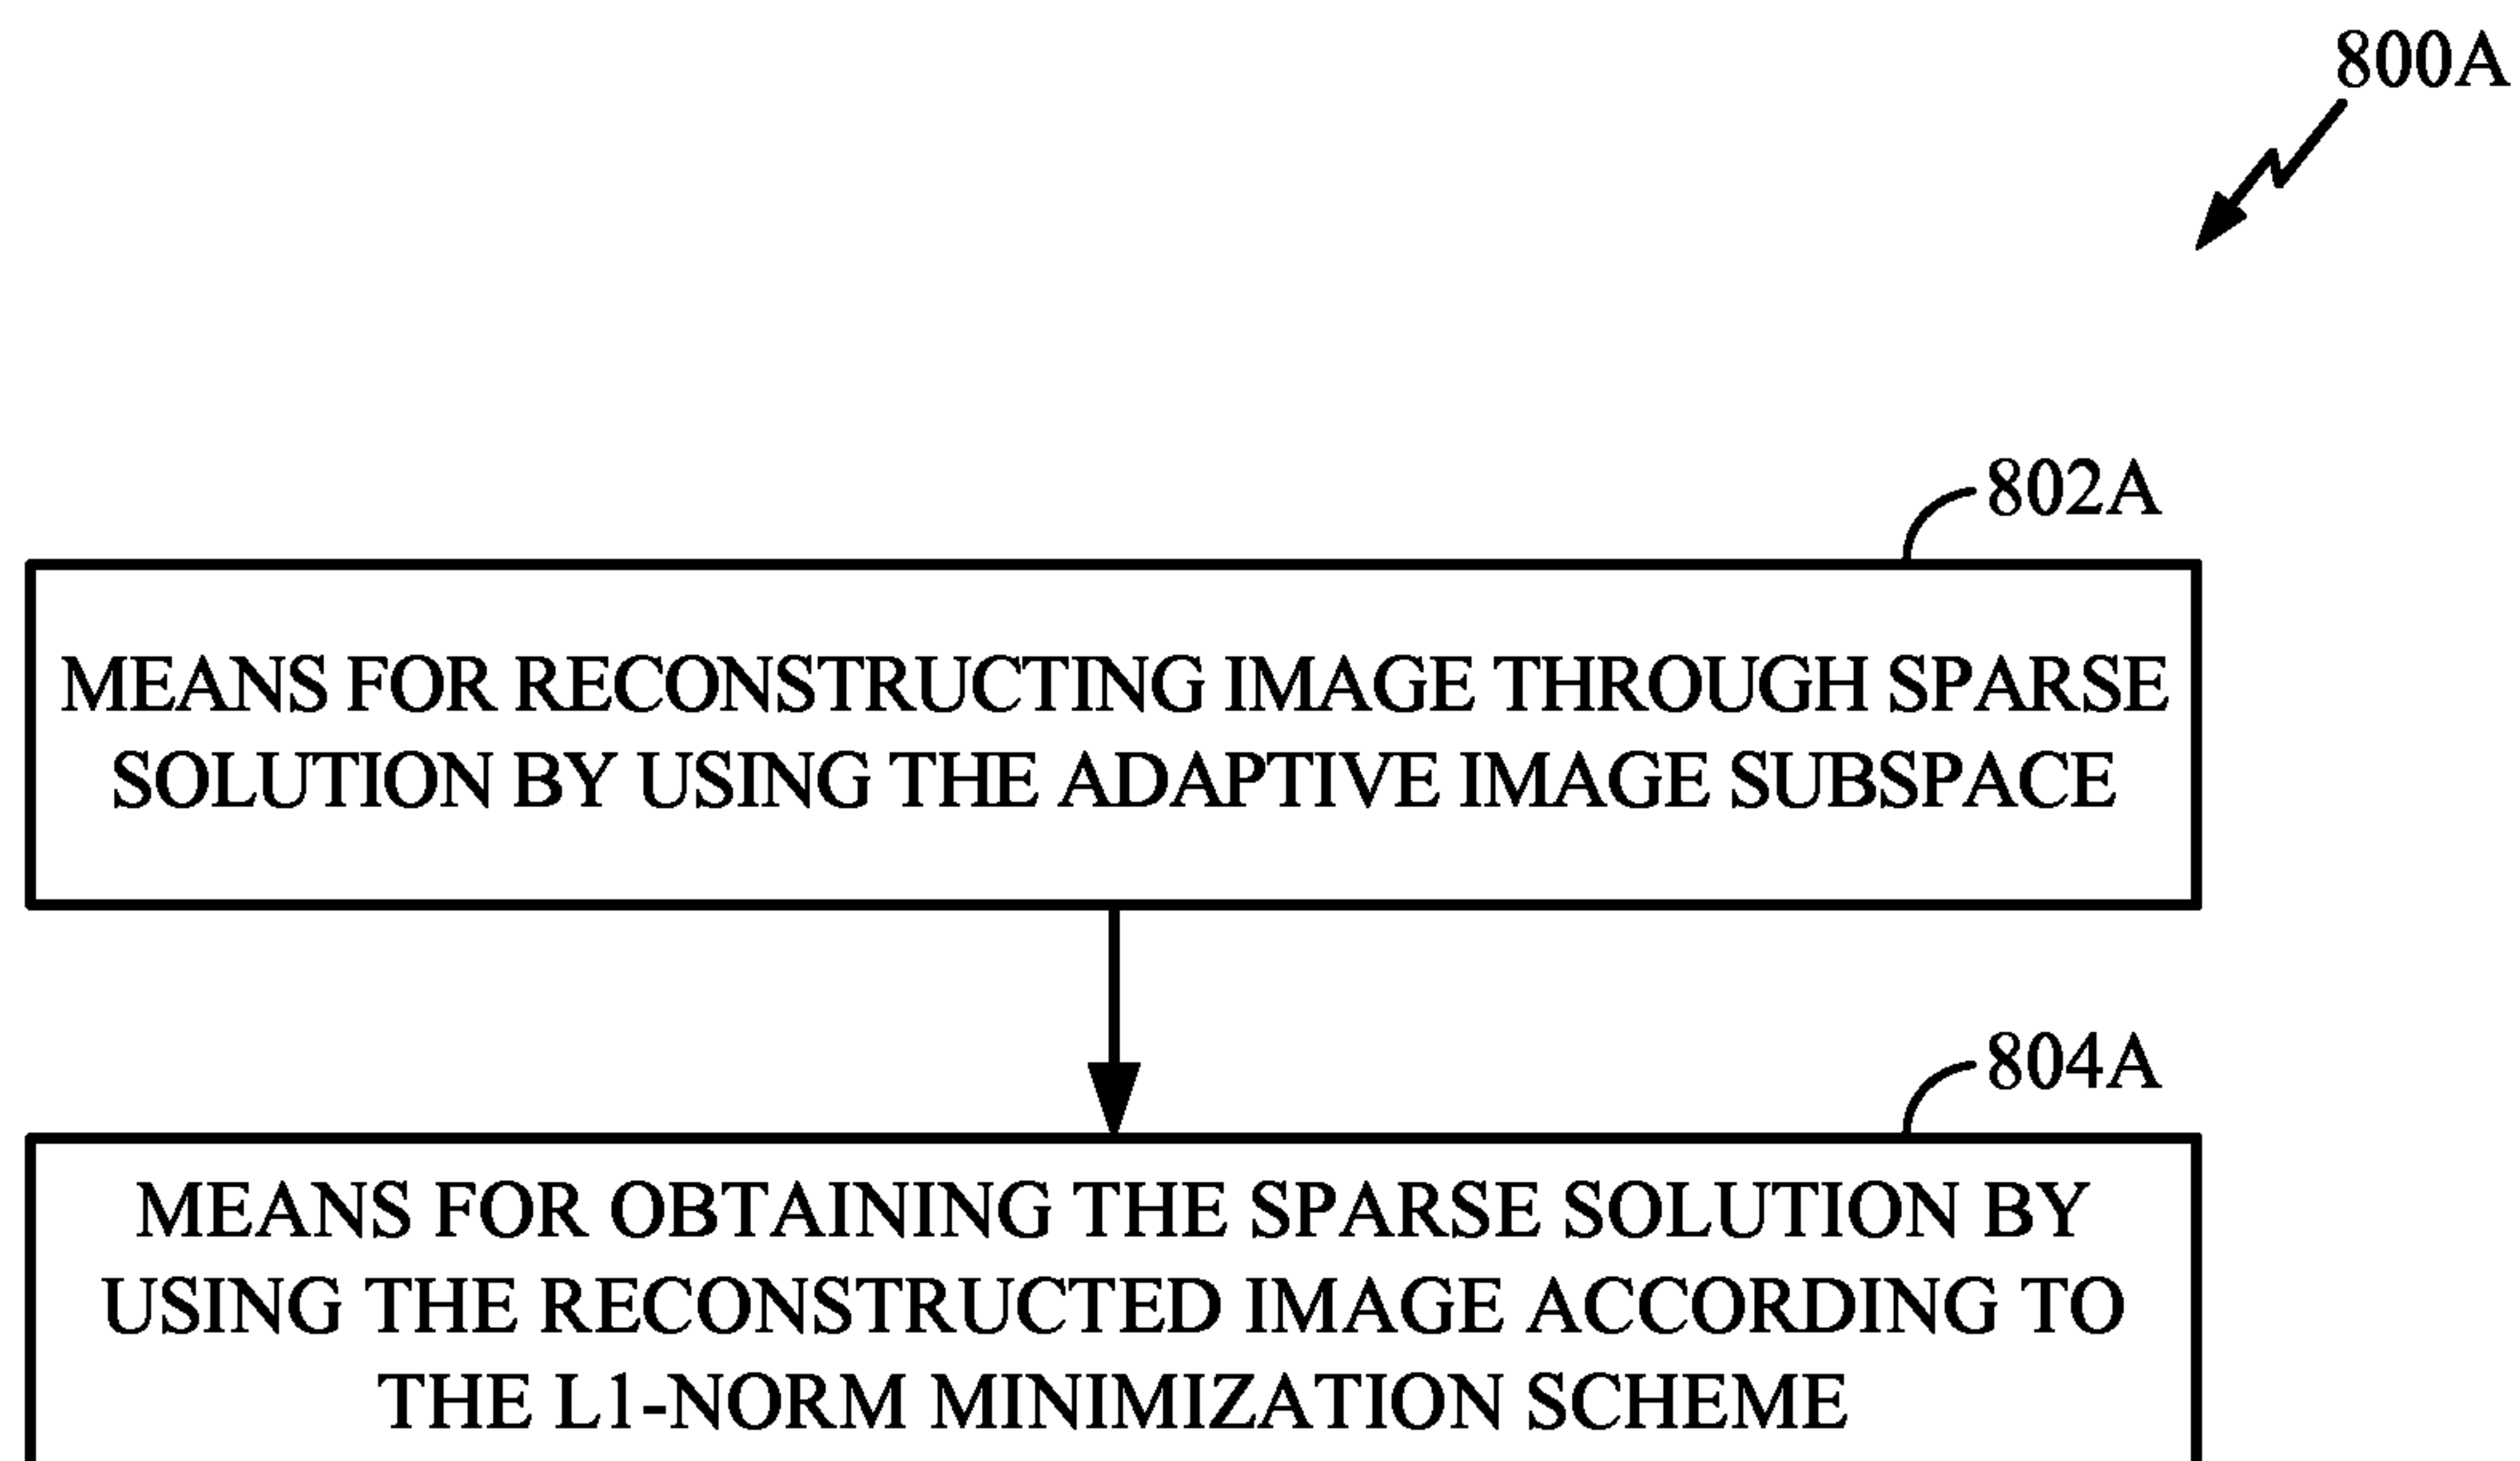 800A
802A
MEANS FOR RECONSTRUCTING IMAGE THROUGH SPARSE
SOLUTION BY USING THE ADAPTIVE IMAGE SUBSPACE
804A
MEANS FOR OBTAINING THE SPARSE SOLUTION BY
USING THE RECONSTRUCTED IMAGE ACCORDING TO
THE L1-NORM MINIMIZATION SCHEME